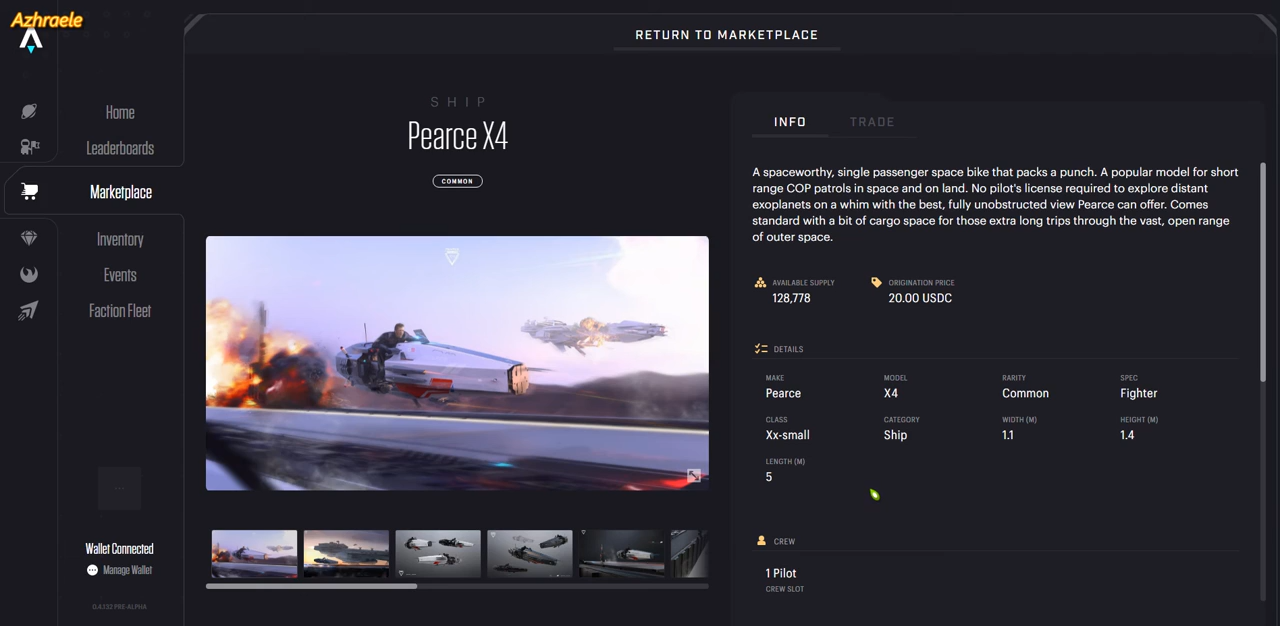 Azhraele
RETURN TO MARKETPLACE
Home
Leaderboards
Marketplace
Inventory
Events
Faction Fleet
...
Wallet Connected
Manage Wallet
0.4.132 PRE-ALPHA
SHIP
Pearce X4
COMMON
INFO
TRADE
A spaceworthy, single passenger space bike that packs a punch. A popular model for short
range COP patrols in space and on land. No pilot's license required to explore distant
exoplanets on a whim with the best, fully unobstructed view Pearce can offer. Comes
standard with a bit of cargo space for those extra long trips through the vast, open range
of outer space.
AVAILABLE SUPPLY
128,778
ORIGINATION PRICE
20.00 USDC
DETAILS
MAKE
Pearce
MODEL
X4
RARITY
Common
SPEC
Fighter
CLASS
Xx-small
CATEGORY
Ship
WIDTH (M)
1.1
HEIGHT (M)
1.4
LENGTH (M)
5
CREW
1 Pilot
CREW SLOT